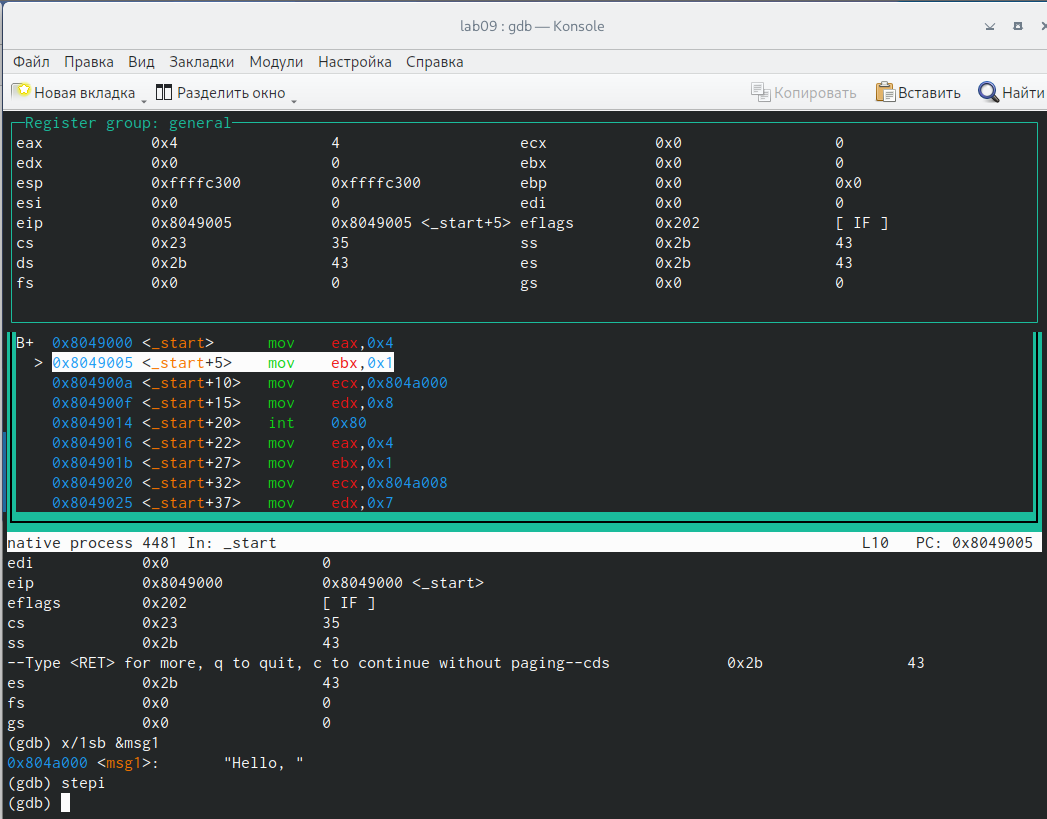 lab09 : gdb — Konsole
Файл Правка Вид Закладки Модули Настройка Справка
Новая вкладка Разделить окно Копировать Вставить Найти
Register group: general
eax 0x4 4 ecx 0x0 0
edx 0x0 0 ebx 0x0 0
esp 0xffffc300 0xffffc300 ebp 0x0 0x0
esi 0x0 0 edi 0x0 0
eip 0x8049005 0x8049005 <_start+5> eflags 0x202 [ IF ]
cs 0x23 35 ss 0x2b 43
ds 0x2b 43 es 0x2b 43
fs 0x0 0 gs 0x0 0
B+ 0x8049000 <_start> mov eax,0x4
> 0x8049005 <_start+5> mov ebx,0x1
0x804900a <_start+10> mov ecx,0x804a000
0x804900f <_start+15> mov edx,0x8
0x8049014 <_start+20> int 0x80
0x8049016 <_start+22> mov eax,0x4
0x804901b <_start+27> mov ebx,0x1
0x8049020 <_start+32> mov ecx,0x804a008
0x8049025 <_start+37> mov edx,0x7
native process 4481 In: _start L10 PC: 0x8049005
edi 0x0 0
eip 0x8049000 0x8049000 <_start>
eflags 0x202 [ IF ]
cs 0x23 35
ss 0x2b 43
--Type <RET> for more, q to quit, c to continue without paging--cds 0x2b 43
es 0x2b 43
fs 0x0 0
gs 0x0 0
(gdb) x/1sb &msg1
0x804a000 <msg1>: "Hello, "
(gdb) stepi
(gdb)